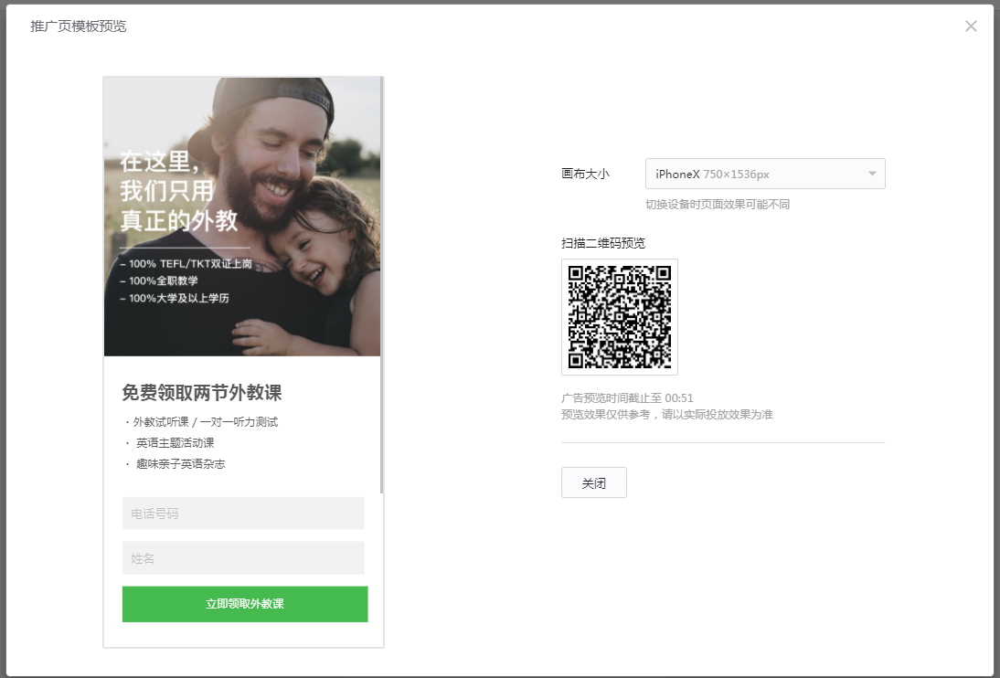 推广页模板预览
在这里，
我们只用
真正的外教
– 100% TEFL/TKT双证上岗
– 100%全职教学
– 100%大学及以上学历
免费领取两节外教课
· 外教试听课 / 一对一听力测试
· 英语主题活动课
· 趣味亲子英语杂志
电话号码
姓名
立即领取外教课
画布大小
iPhoneX 750×1536px
切换设备时页面效果可能不同
扫描二维码预览
广告预览时间截止至 00:51
预览效果仅供参考，请以实际投放效果为准
关闭